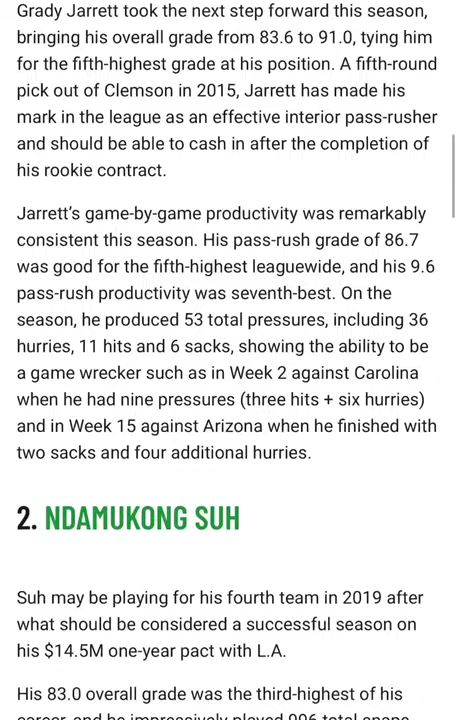 Grady Jarrett took the next step forward this season,
bringing his overall grade from 83.6 to 91.0, tying him
for the fifth-highest grade at his position. A fifth-round
pick out of Clemson in 2015, Jarrett has made his
mark in the league as an effective interior pass-rusher
and should be able to cash in after the completion of
his rookie contract.
Jarrett’s game-by-game productivity was remarkably
consistent this season. His pass-rush grade of 86.7
was good for the fifth-highest leaguewide, and his 9.6
pass-rush productivity was seventh-best. On the
season, he produced 53 total pressures, including 36
hurries, 11 hits and 6 sacks, showing the ability to be
a game wrecker such as in Week 2 against Carolina
when he had nine pressures (three hits + six hurries)
and in Week 15 against Arizona when he finished with
two sacks and four additional hurries.
2. NDAMUKONG SUH
Suh may be playing for his fourth team in 2019 after
what should be considered a successful season on
his $14.5M one-year pact with L.A.
His 83.0 overall grade was the third-highest of his
career, and he impressively played 996 total snaps